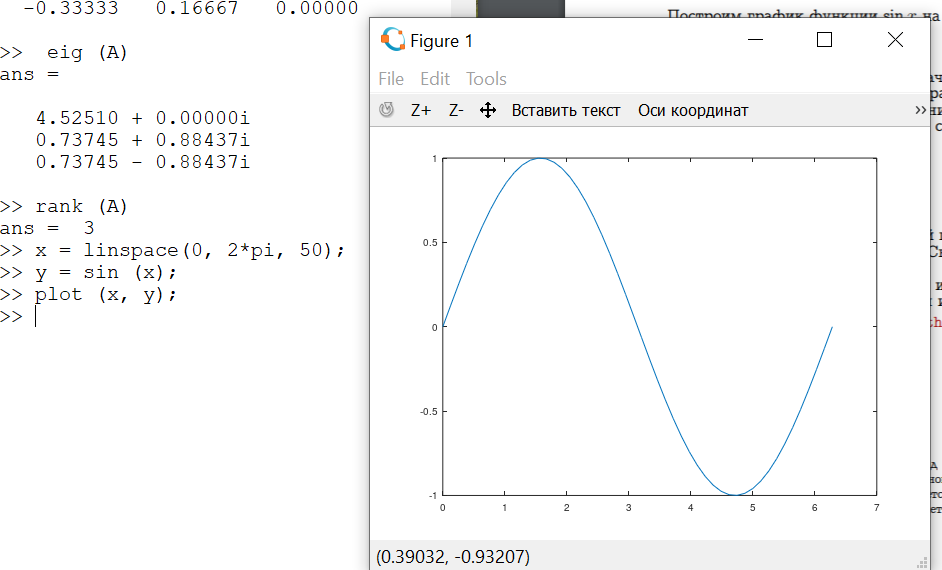 -0.33333   0.16667   0.00000
>>  eig (A)
ans =
4.52510 + 0.00000i
0.73745 + 0.88437i
0.73745 - 0.88437i
>> rank (A)
ans =  3
>> x = linspace(0, 2*pi, 50);
>> y = sin (x);
>> plot (x, y);
>>
Построим график функции sin x на
Figure 1
File Edit Tools
Z+ Z- Вставить текст Оси координат »
1
0.5
0
-0.5
-1
0 1 2 3 4 5 6 7
(0.39032, -0.93207)